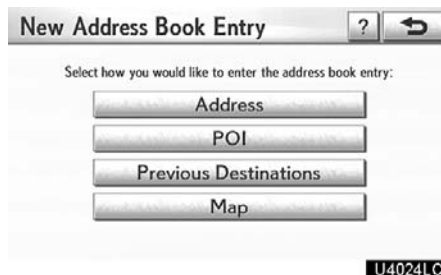 New Address Book Entry ?
Select how you would like to enter the address book entry:
Address
POI
Previous Destinations
Map
U4024LC